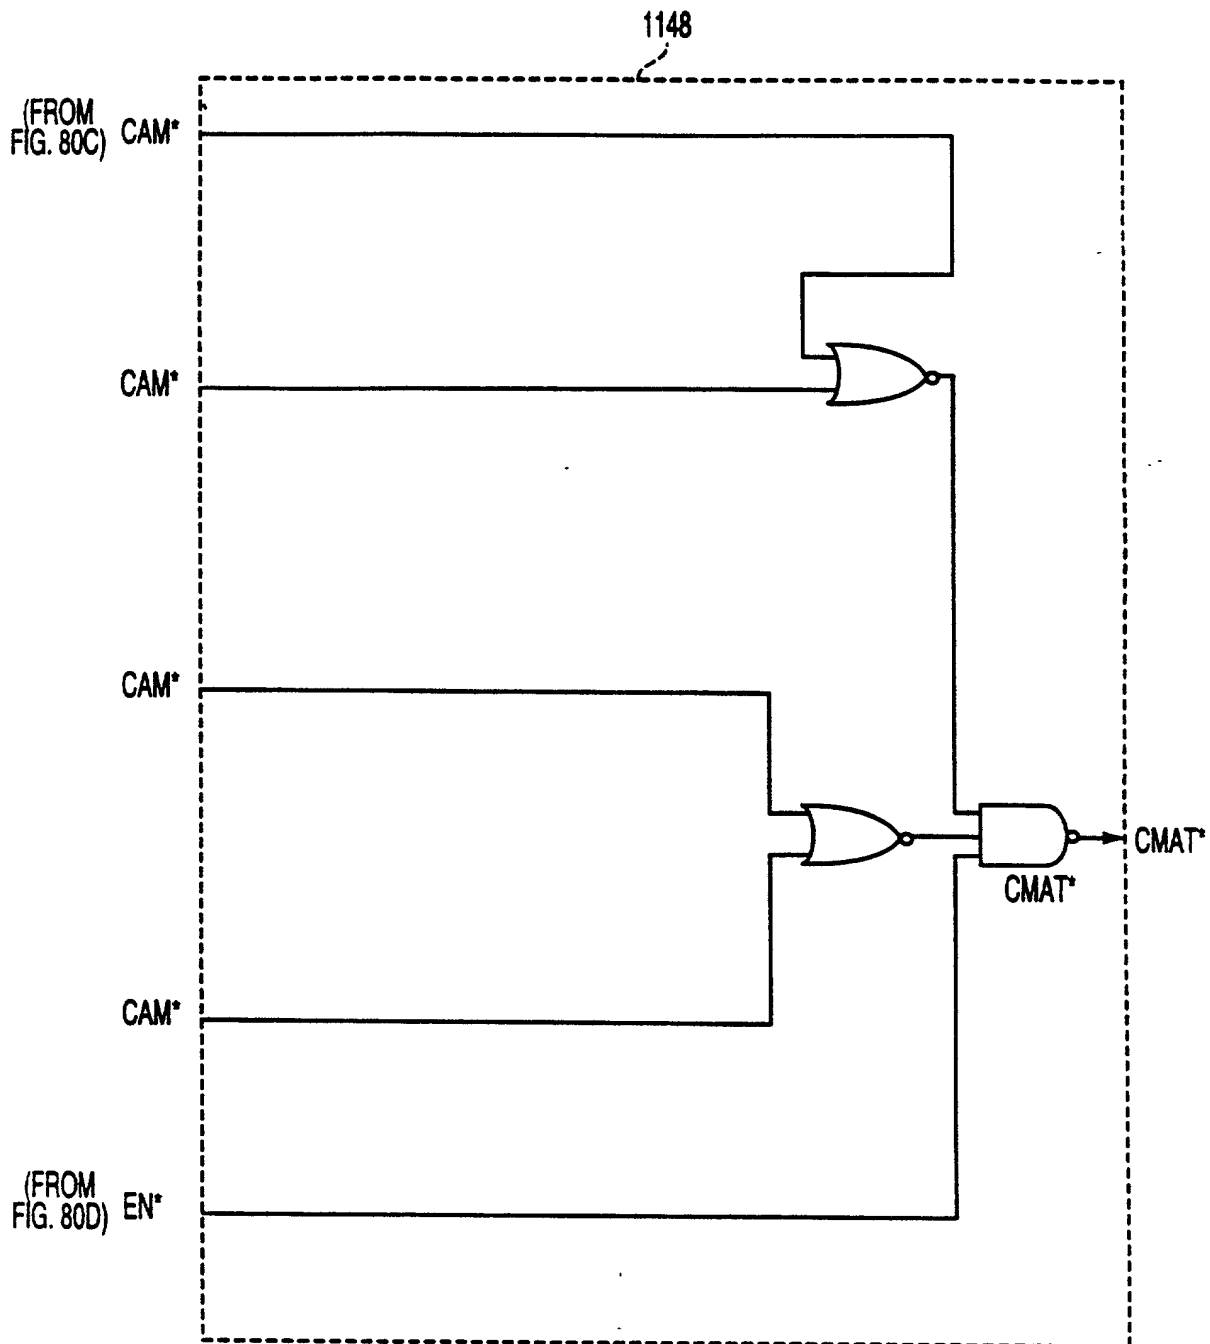 1148
(FROM
FIG. 80C) CAM*
CAM*
CAM*
CMAT*
CMAT*
CAM*
(FROM
FIG. 80D) EN*